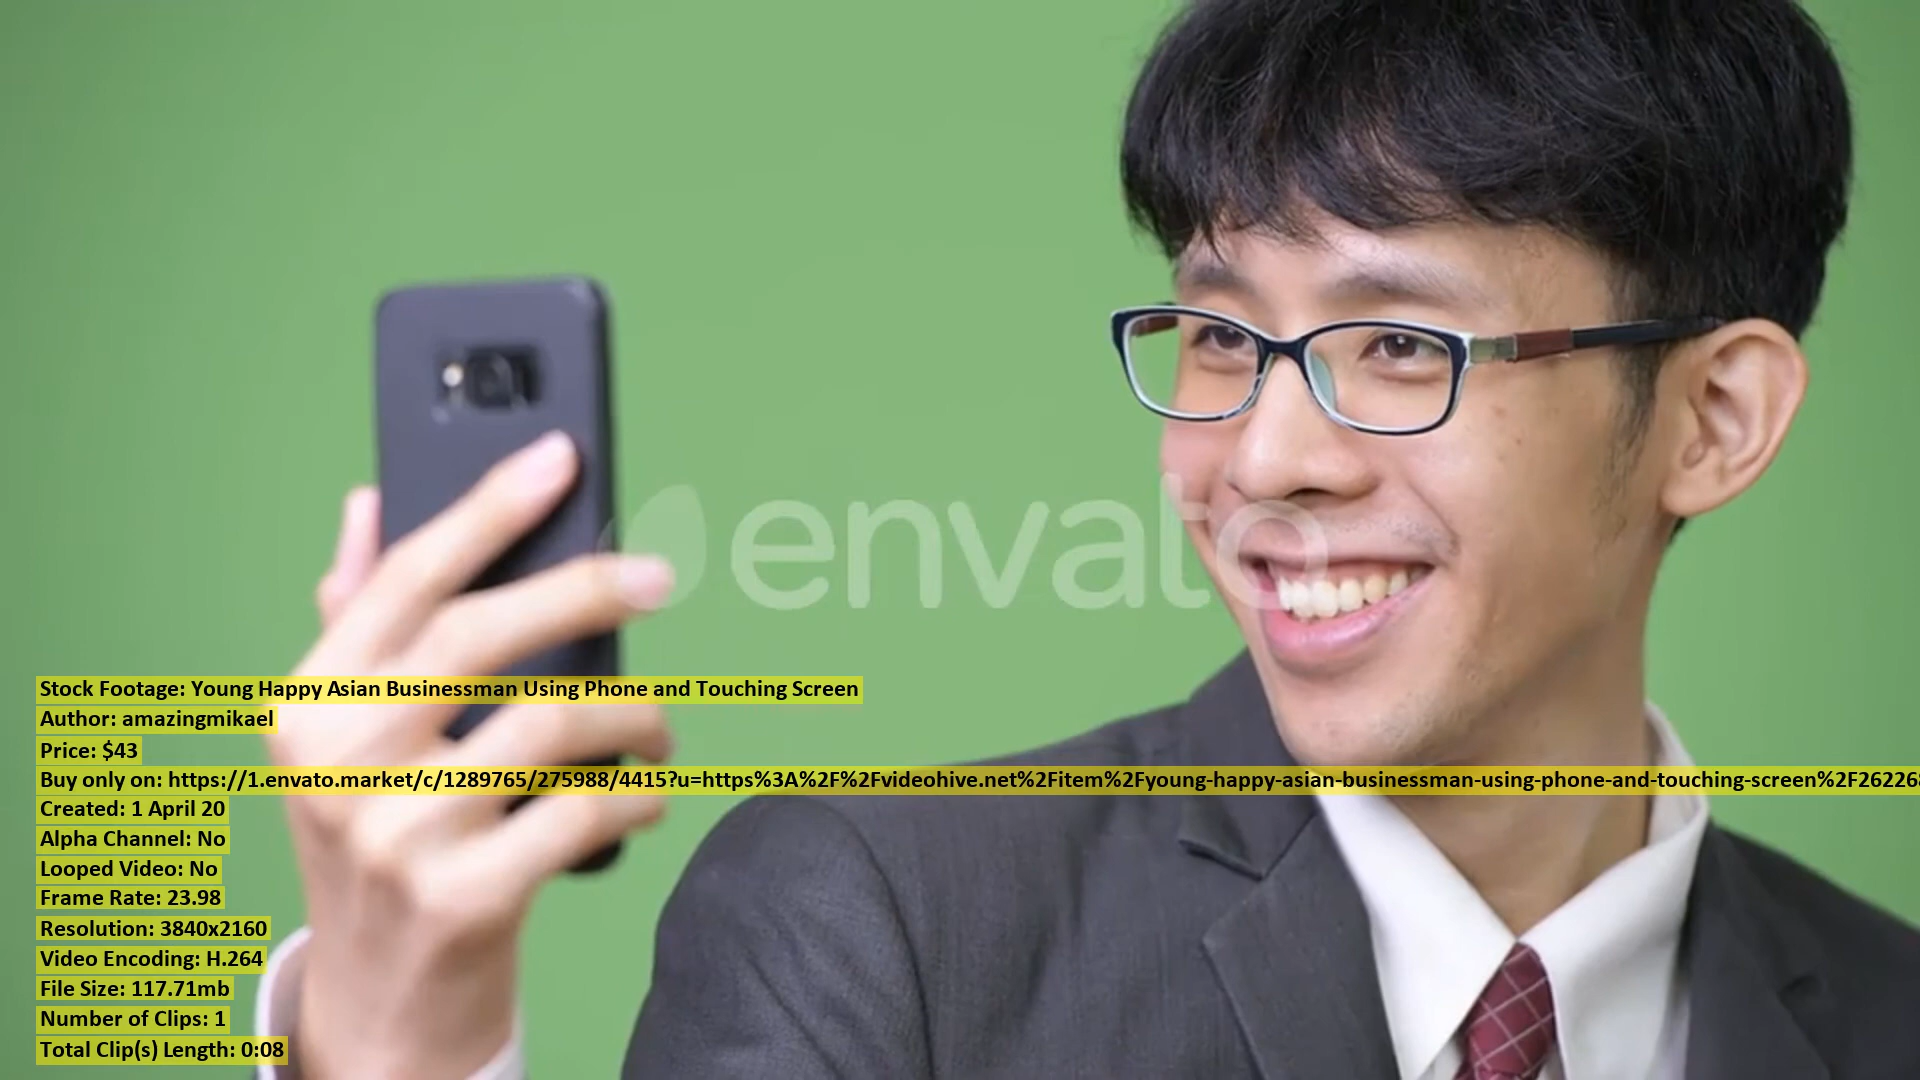 envato
Stock Footage: Young Happy Asian Businessman Using Phone and Touching Screen
Author: amazingmikael
Price: $43
Buy only on: https://1.envato.market/c/1289765/275988/4415?u=https%3A%2F%2Fvideohive.net%2Fitem%2Fyoung-happy-asian-businessman-using-phone-and-touching-screen%2F26226
Created: 1 April 20
Alpha Channel: No
Looped Video: No
Frame Rate: 23.98
Resolution: 3840x2160
Video Encoding: H.264
File Size: 117.71mb
Number of Clips: 1
Total Clip(s) Length: 0:08